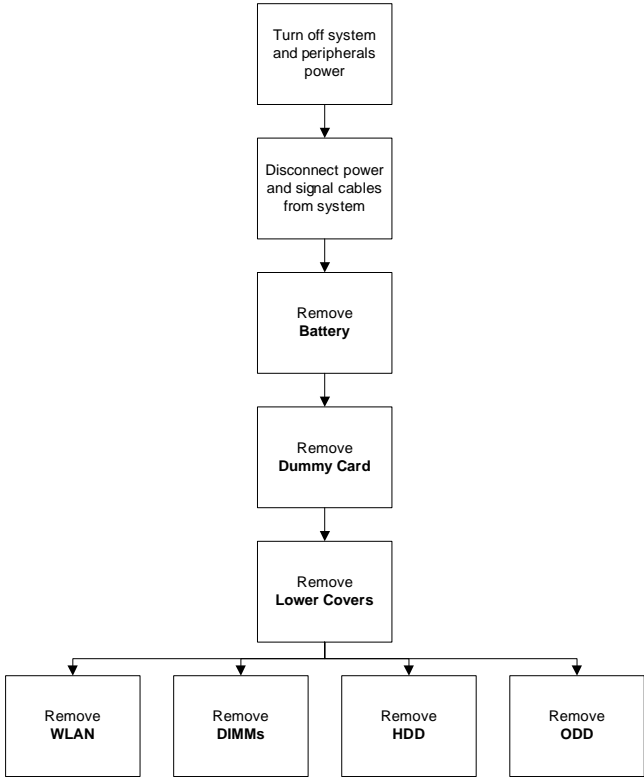 Turn off system
and peripherals
power
Disconnect power
and signal cables
from system
Remove
Battery
Remove
Dummy Card
Remove
Lower Covers
Remove
WLAN
Remove
DIMMs
Remove
HDD
Remove
ODD